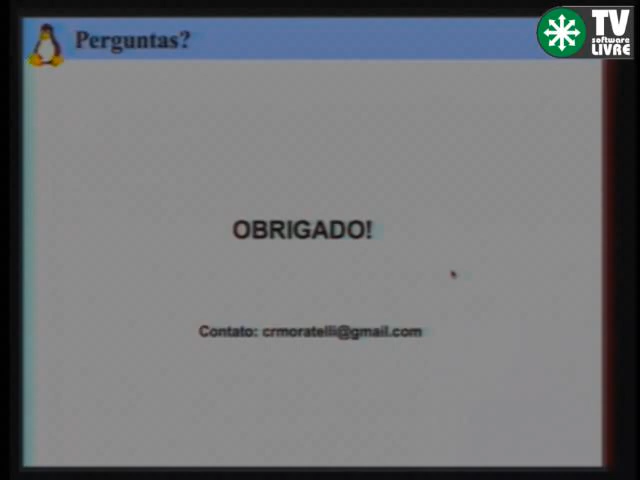 Perguntas?
TV
software
LIVRE
OBRIGADO!
Contato: crmoratelli@gmail.com